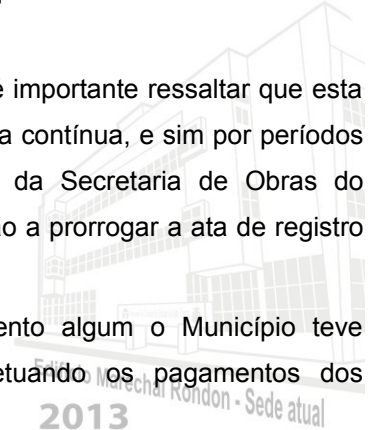 é importante ressaltar que esta
a contínua, e sim por períodos
da Secretaria de Obras do
o a prorrogar a ata de registro
ento algum o Município teve
etuando os pagamentos dos
Edifício Marechal Rondon - Sede atual
2013